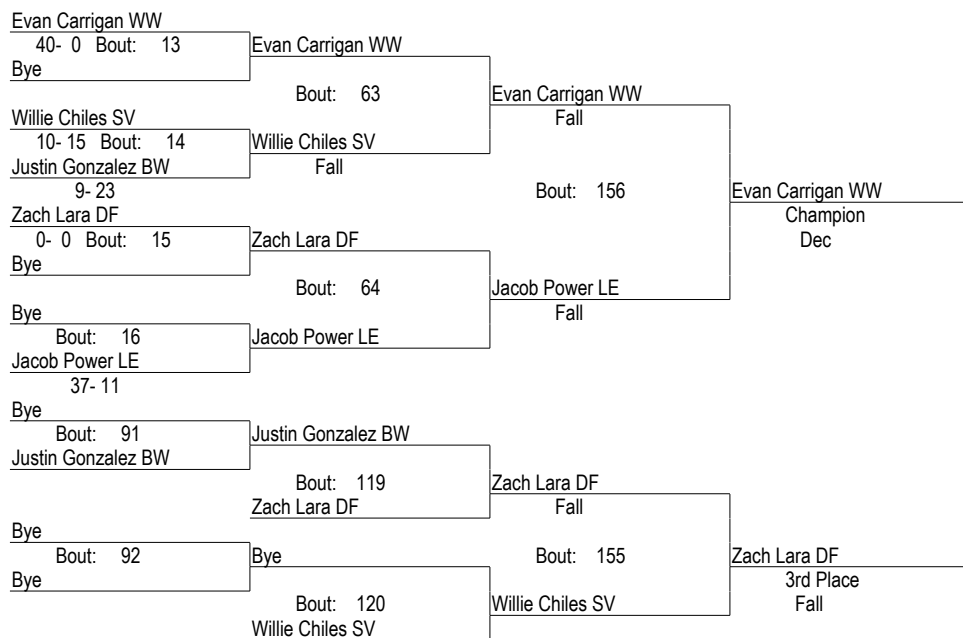 Evan Carrigan WW
40- 0 Bout: 13 Evan Carrigan WW
Bye
Bout: 63 Evan Carrigan WW
Willie Chiles SV Fall
10- 15 Bout: 14 Willie Chiles SV
Justin Gonzalez BW Fall
9- 23 Bout: 156 Evan Carrigan WW
Zach Lara DF Champion
0- 0 Bout: 15 Zach Lara DF Dec
Bye
Bout: 64 Jacob Power LE
Bye Fall
Bout: 16 Jacob Power LE
Jacob Power LE
37- 11
Bye
Bout: 91 Justin Gonzalez BW
Justin Gonzalez BW
Bout: 119 Zach Lara DF
Zach Lara DF Fall
Bye
Bout: 92 Bye Bout: 155 Zach Lara DF
Bye 3rd Place
Bout: 120 Willie Chiles SV Fall
Willie Chiles SV